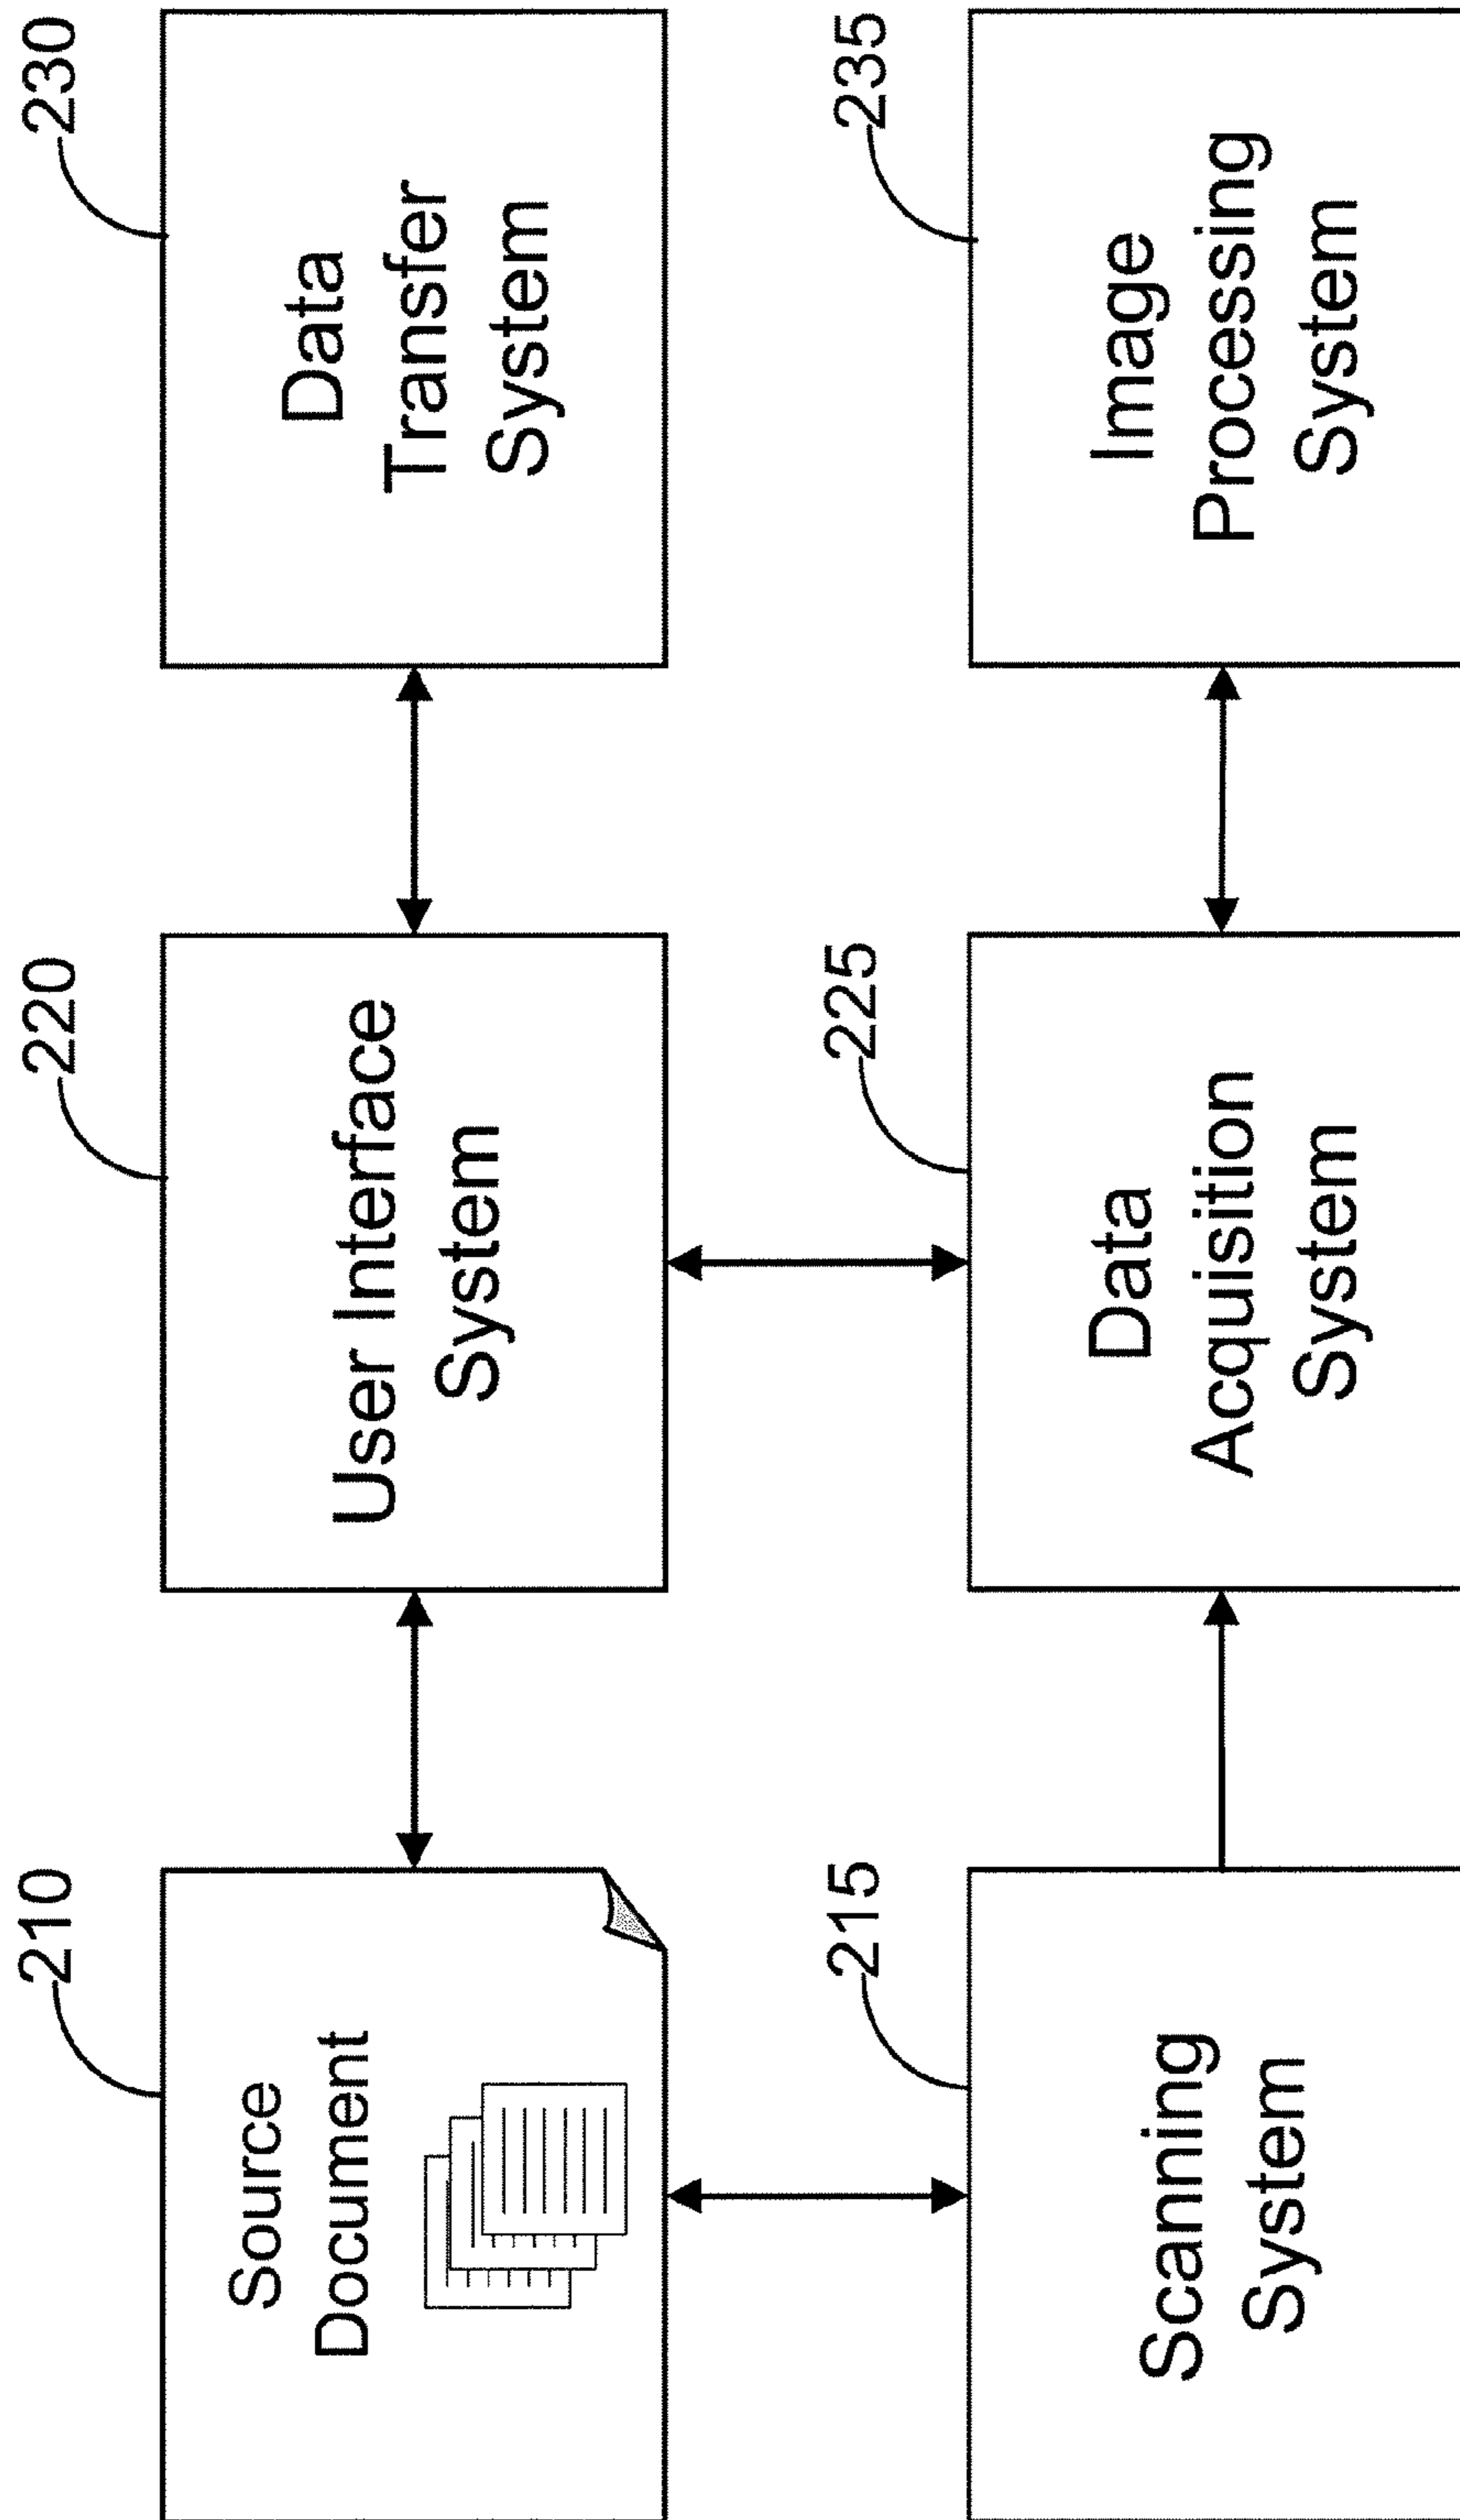 210
Source
Document
220
User Interface
System
230
Data
Transfer
System
215
Scanning
System
225
Data
Acquisition
System
235
Image
Processing
System